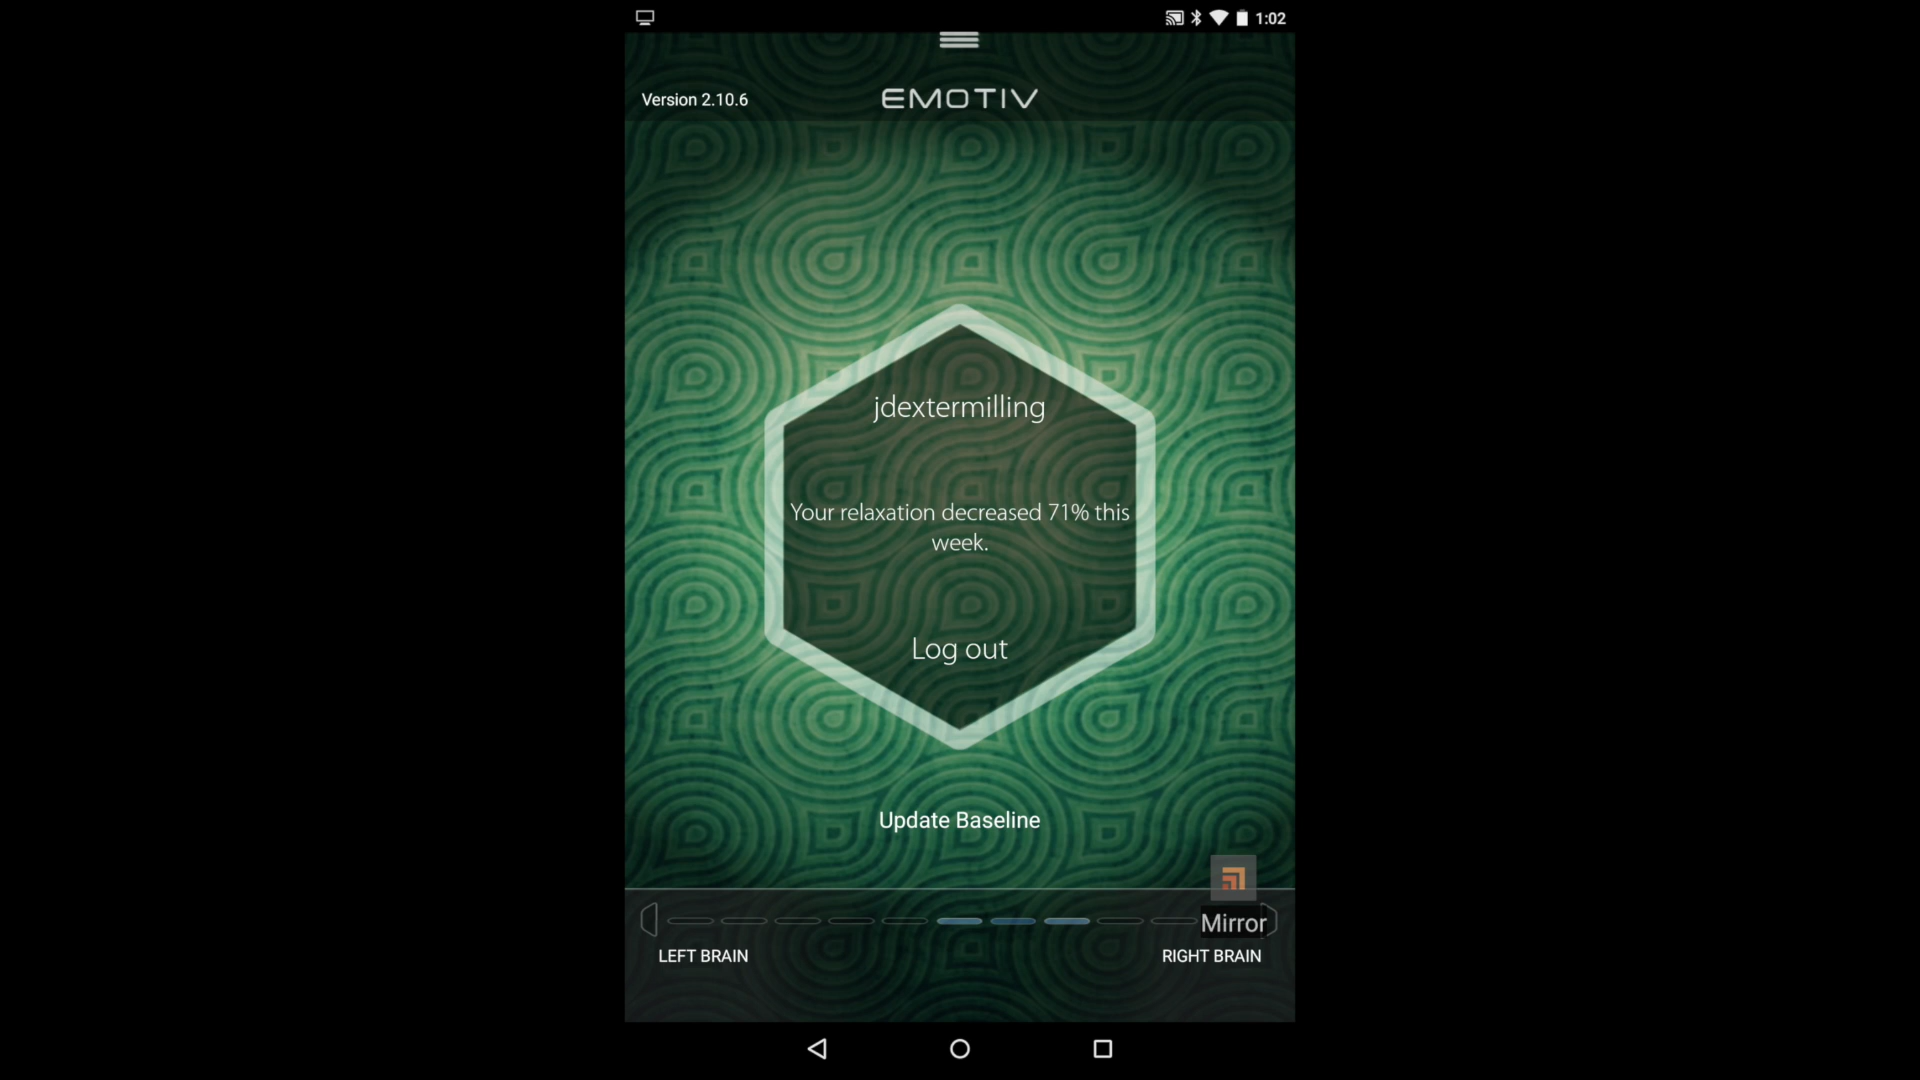 1:02
Version 2.10.6
EMOTIV
jdextermilling
Your relaxation decreased 71% this
week.
Log out
Update Baseline
Mirror
LEFT BRAIN
RIGHT BRAIN